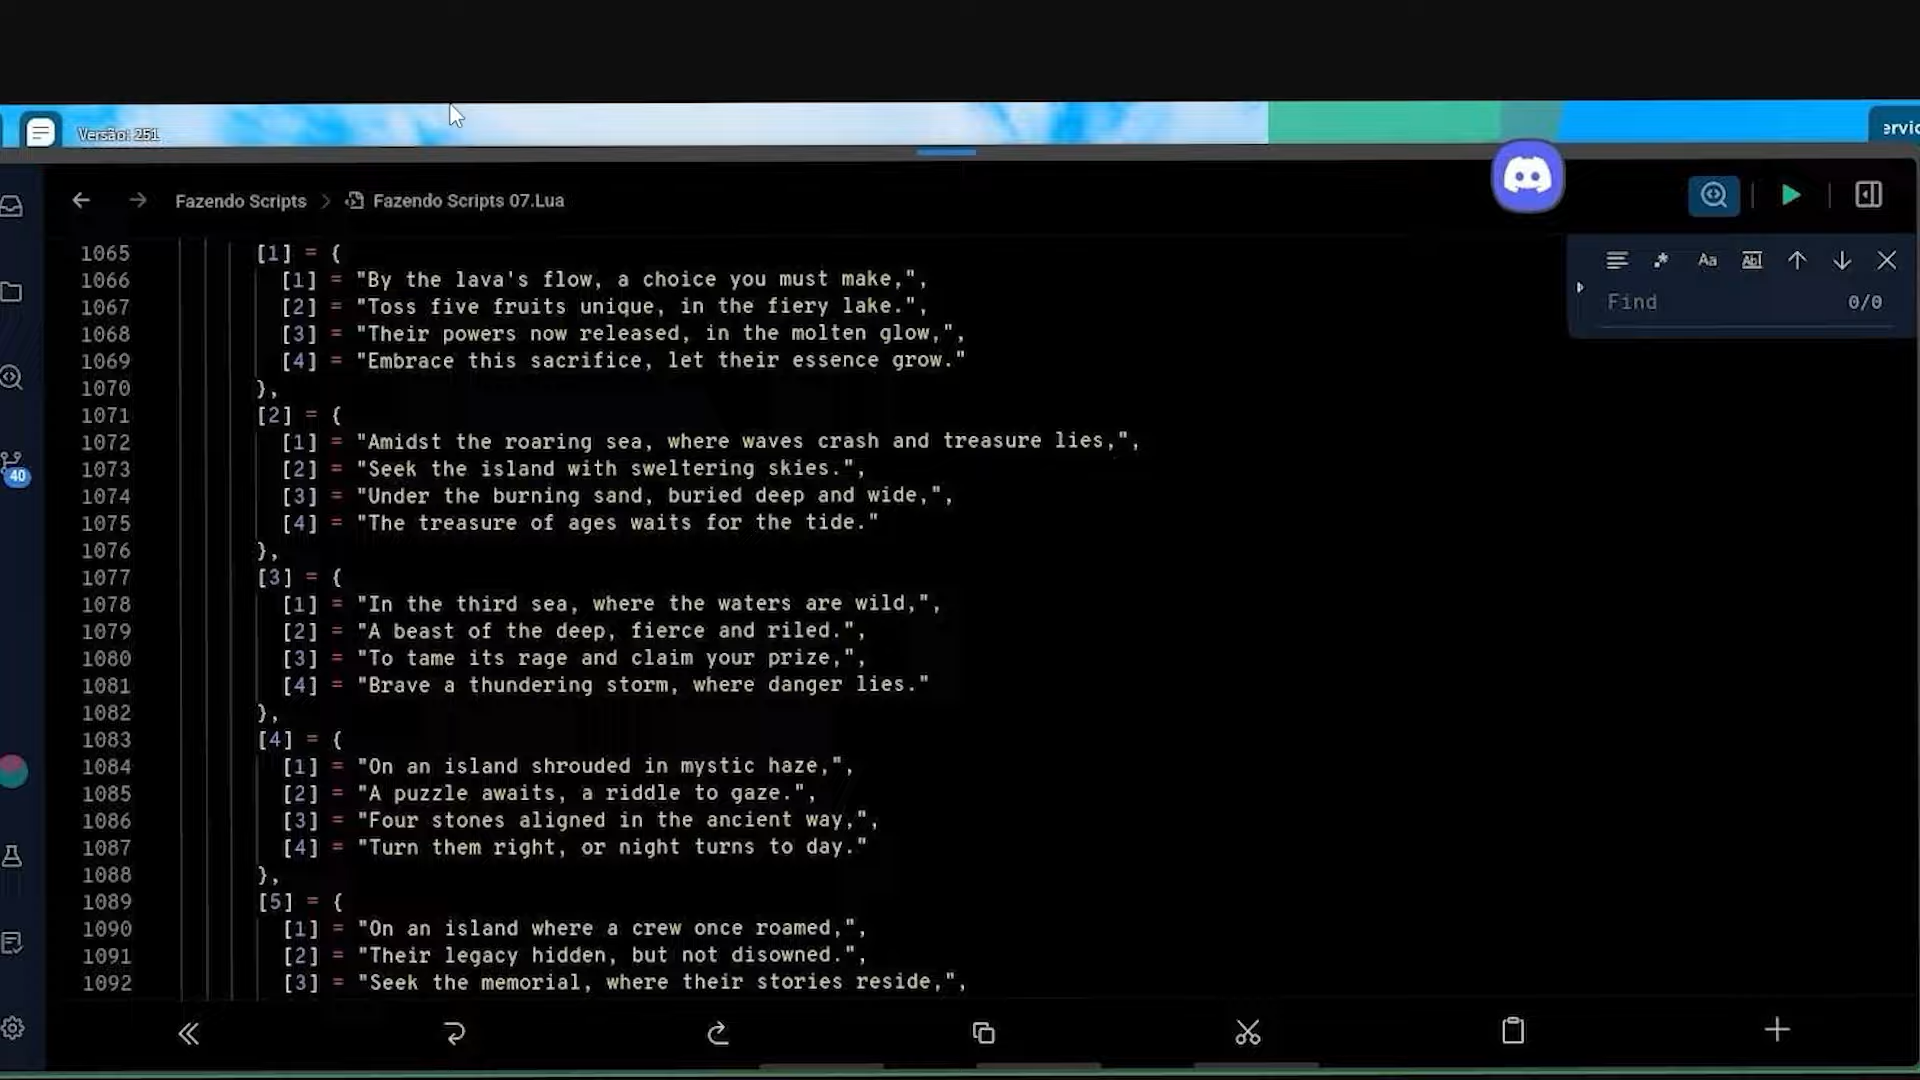 Versão: 251
ervic
Fazendo Scripts > Fazendo Scripts 07.Lua
Aa Abl
Find 0/0
40
1065 [1] = {
1066 [1] = "By the lava's flow, a choice you must make,",
1067 [2] = "Toss five fruits unique, in the fiery lake.",
1068 [3] = "Their powers now released, in the molten glow,",
1069 [4] = "Embrace this sacrifice, let their essence grow."
1070 },
1071 [2] = {
1072 [1] = "Amidst the roaring sea, where waves crash and treasure lies,",
1073 [2] = "Seek the island with sweltering skies.",
1074 [3] = "Under the burning sand, buried deep and wide,",
1075 [4] = "The treasure of ages waits for the tide."
1076 },
1077 [3] = {
1078 [1] = "In the third sea, where the waters are wild,",
1079 [2] = "A beast of the deep, fierce and riled.",
1080 [3] = "To tame its rage and claim your prize,",
1081 [4] = "Brave a thundering storm, where danger lies."
1082 },
1083 [4] = {
1084 [1] = "On an island shrouded in mystic haze,",
1085 [2] = "A puzzle awaits, a riddle to gaze.",
1086 [3] = "Four stones aligned in the ancient way,",
1087 [4] = "Turn them right, or night turns to day."
1088 },
1089 [5] = {
1090 [1] = "On an island where a crew once roamed,",
1091 [2] = "Their legacy hidden, but not disowned.",
1092 [3] = "Seek the memorial, where their stories reside,",